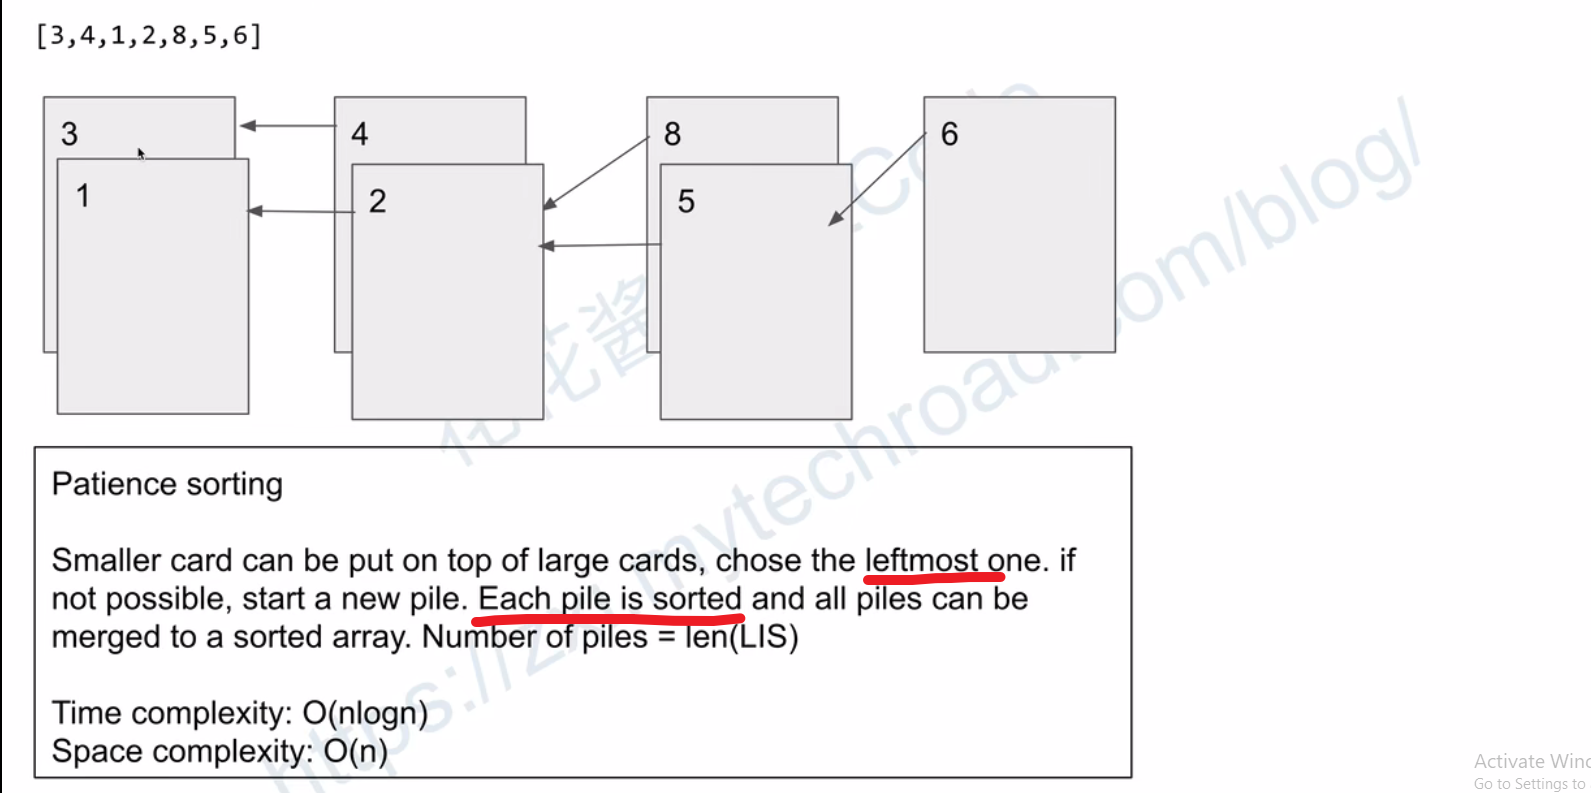 [3,4,1,2,8,5,6]
3
4
8
6
1
2
5
花酱
https://zxi.mytechroad.com/blog/
Patience sorting
Smaller card can be put on top of large cards, chose the leftmost one. if
not possible, start a new pile. Each pile is sorted and all piles can be
merged to a sorted array. Number of piles = len(LIS)
Time complexity: O(nlogn)
Space complexity: O(n)
Activate Winc
Go to Settings to